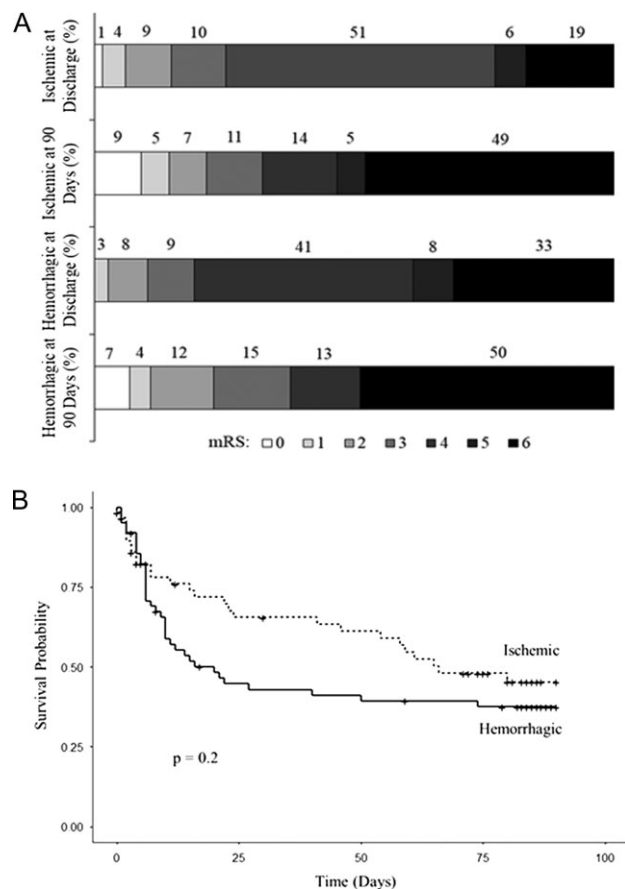 A
1 4 9 10 51 6 19
Ischemic at
Discharge (%)
9 5 7 11 14 5 49
Ischemic at 90
Days (%)
3 8 9 41 8 33
Hemorrhagic at
Discharge (%)
7 4 12 15 13 50
Hemorrhagic at
90 Days (%)
mRS: 0 1 2 3 4 5 6
B
1.00
0.75
0.50
0.25
0.00
Survival Probability
Ischemic
Hemorrhagic
p = 0.2
0 25 50 75 100
Time (Days)